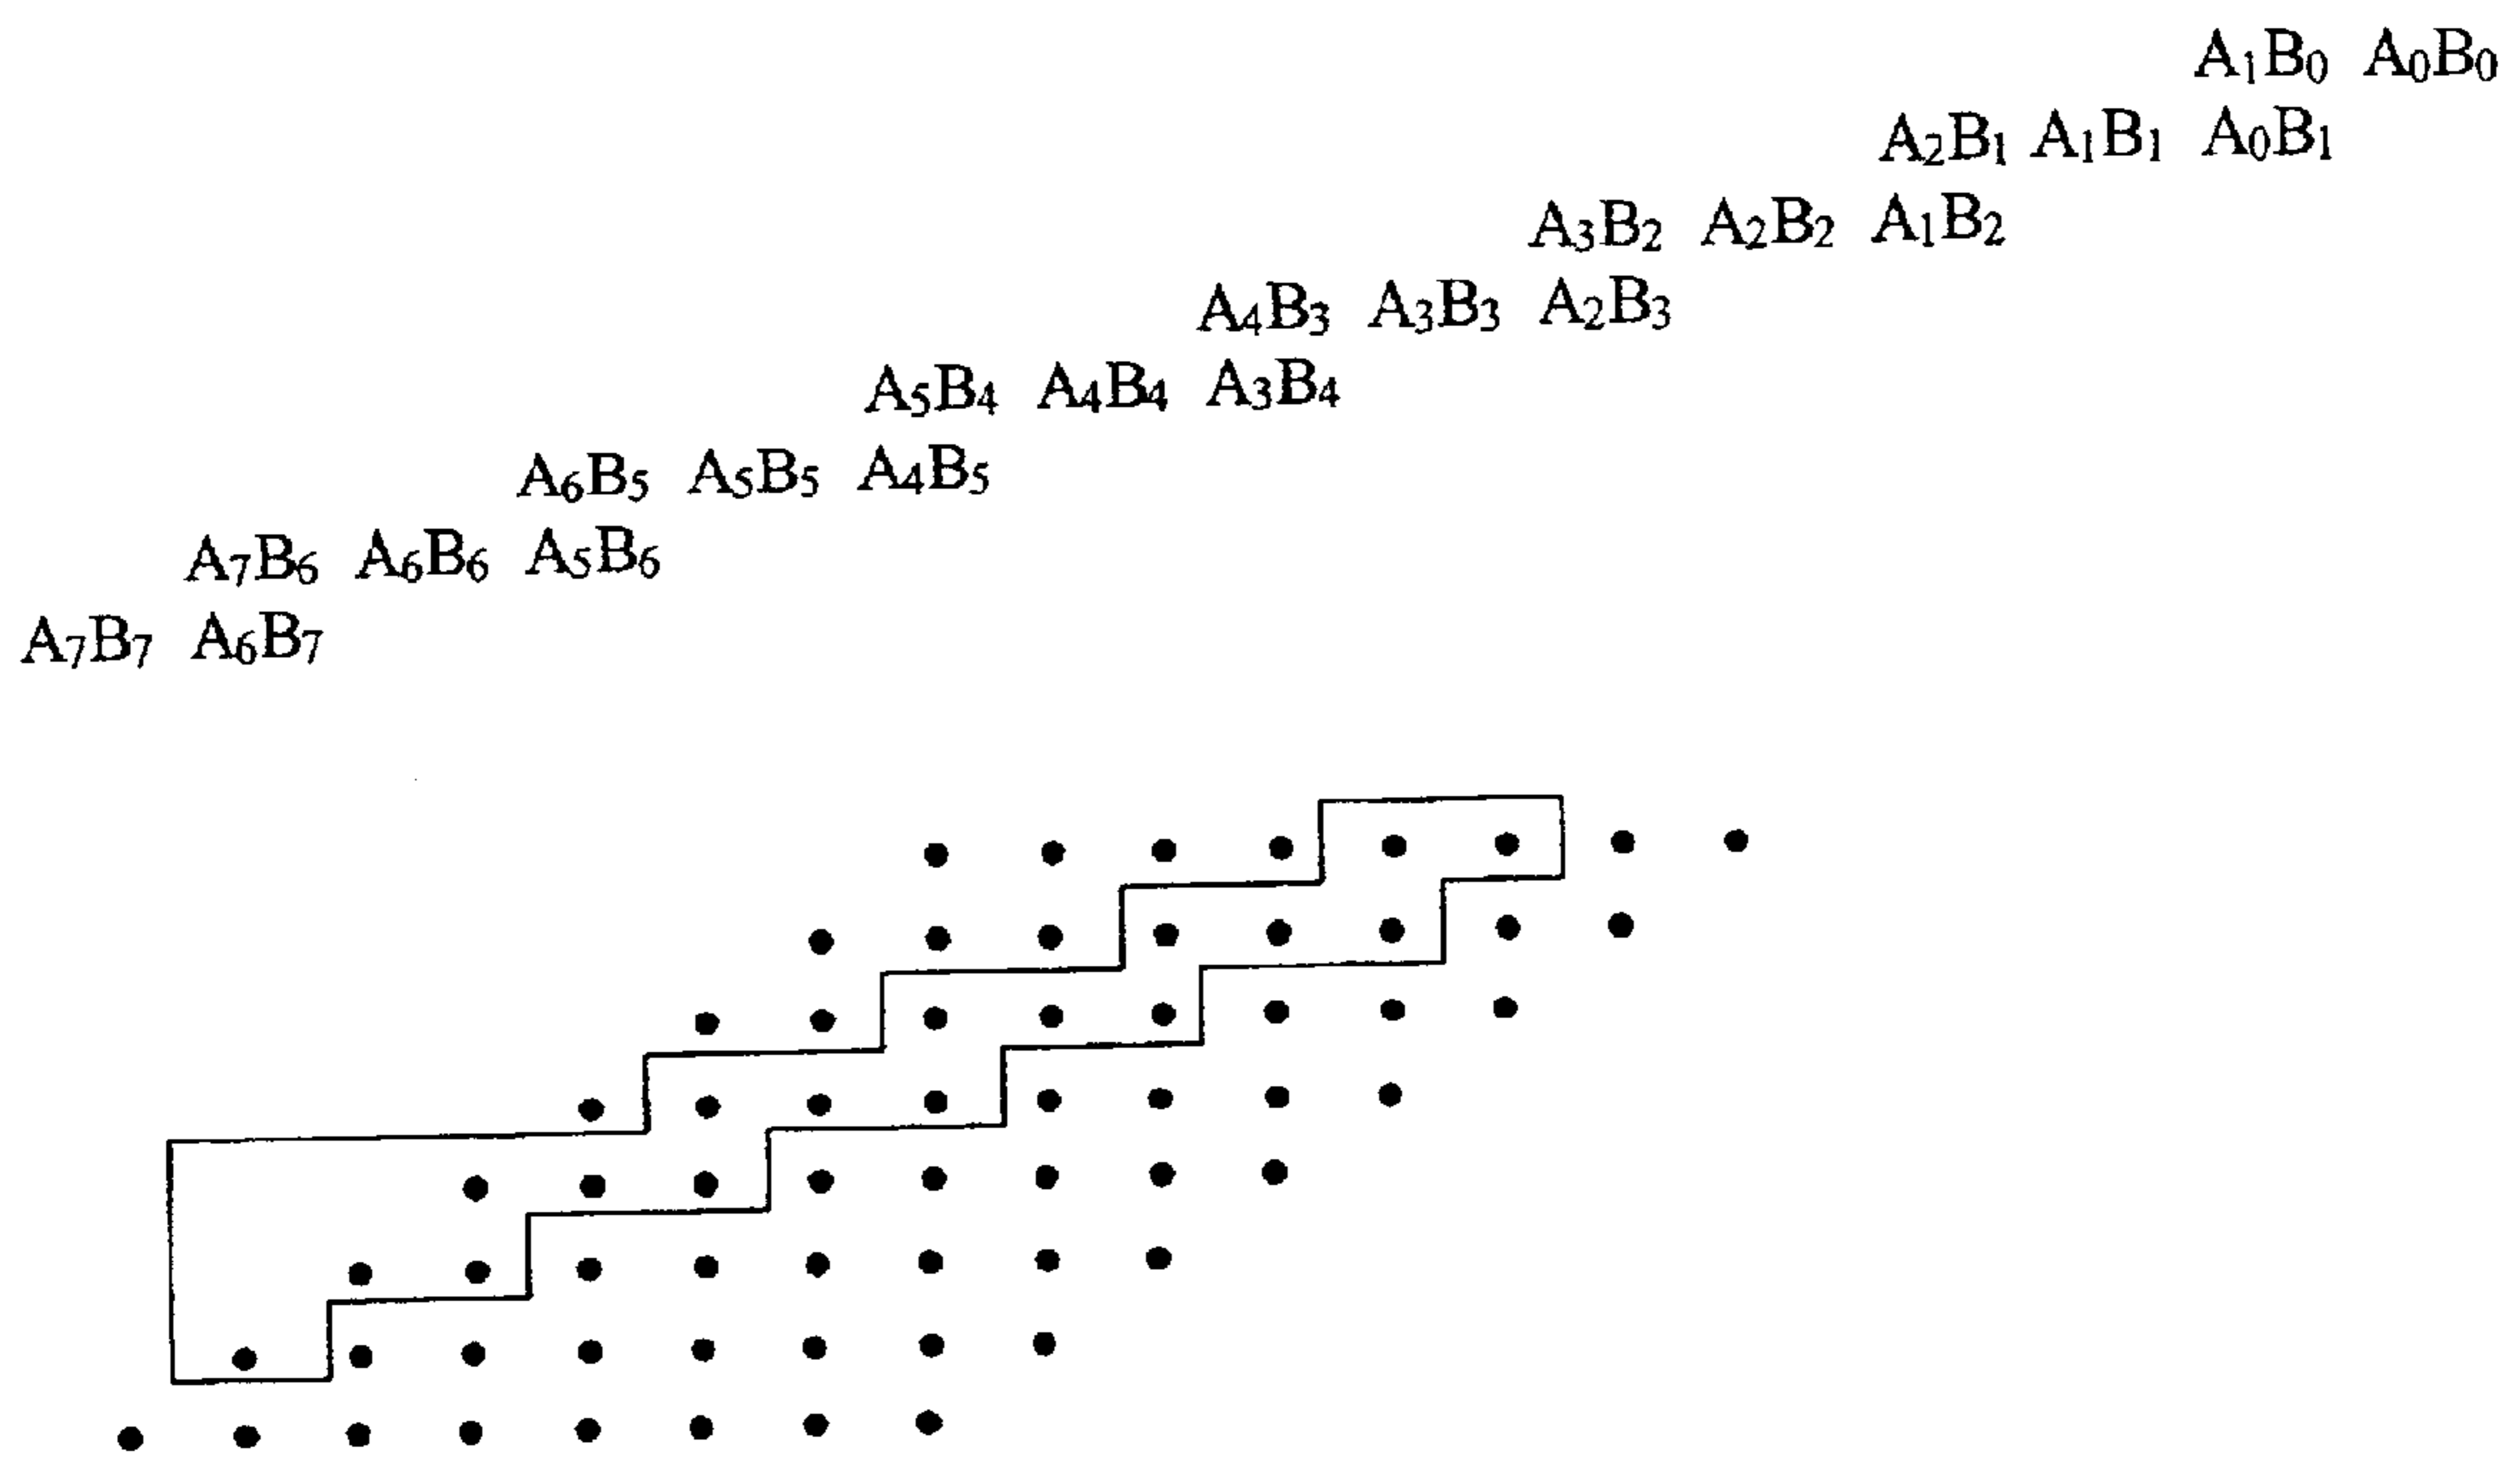 A₁B₀ A₀B₀
A₂B₁ A₁B₁ A₀B₁
A₃B₂ A₂B₂ A₁B₂
A₄B₃ A₃B₃ A₂B₃
A₅B₄ A₄B₄ A₃B₄
A₆B₅ A₅B₅ A₄B₅
A₇B₆ A₆B₆ A₅B₆
A₇B₇ A₆B₇